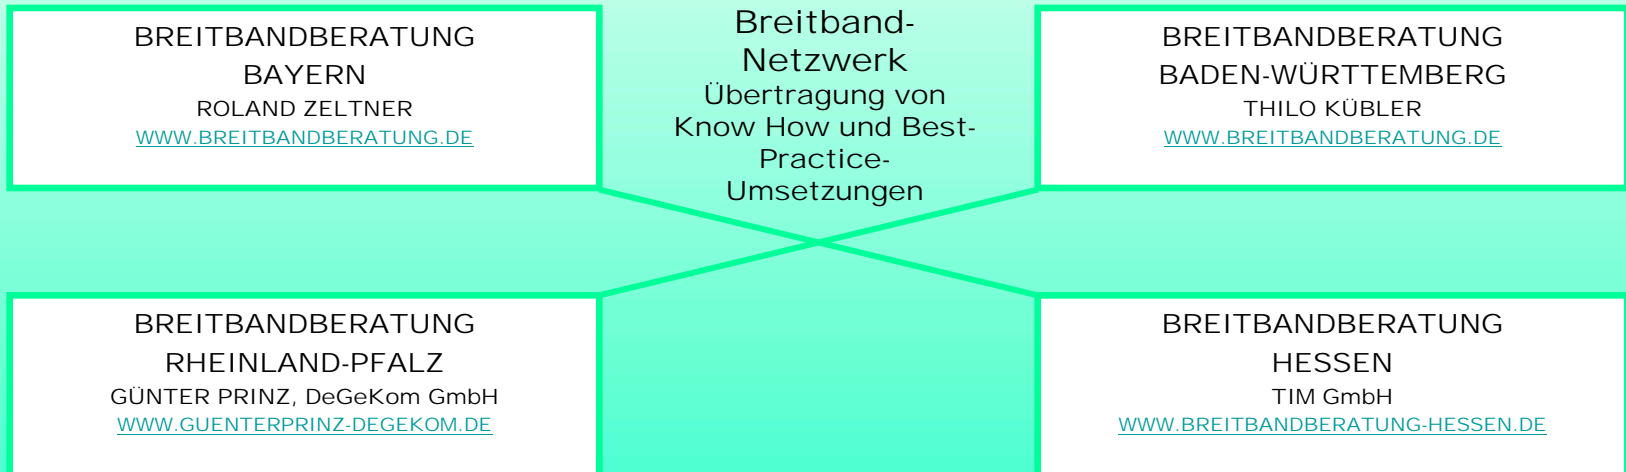 BREITBANDBERATUNG
BAYERN
ROLAND ZELTNER
WWW.BREITBANDBERATUNG.DE
Breitband-
Netzwerk
Übertragung von
Know How und Best-
Practice-
Umsetzungen
BREITBANDBERATUNG
BADEN-WÜRTTEMBERG
THILO KÜBLER
WWW.BREITBANDBERATUNG.DE
BREITBANDBERATUNG
RHEINLAND-PFALZ
GÜNTER PRINZ, DeGeKom GmbH
WWW.GUENTERPRINZ-DEGEKOM.DE
BREITBANDBERATUNG
HESSEN
TIM GmbH
WWW.BREITBANDBERATUNG-HESSEN.DE